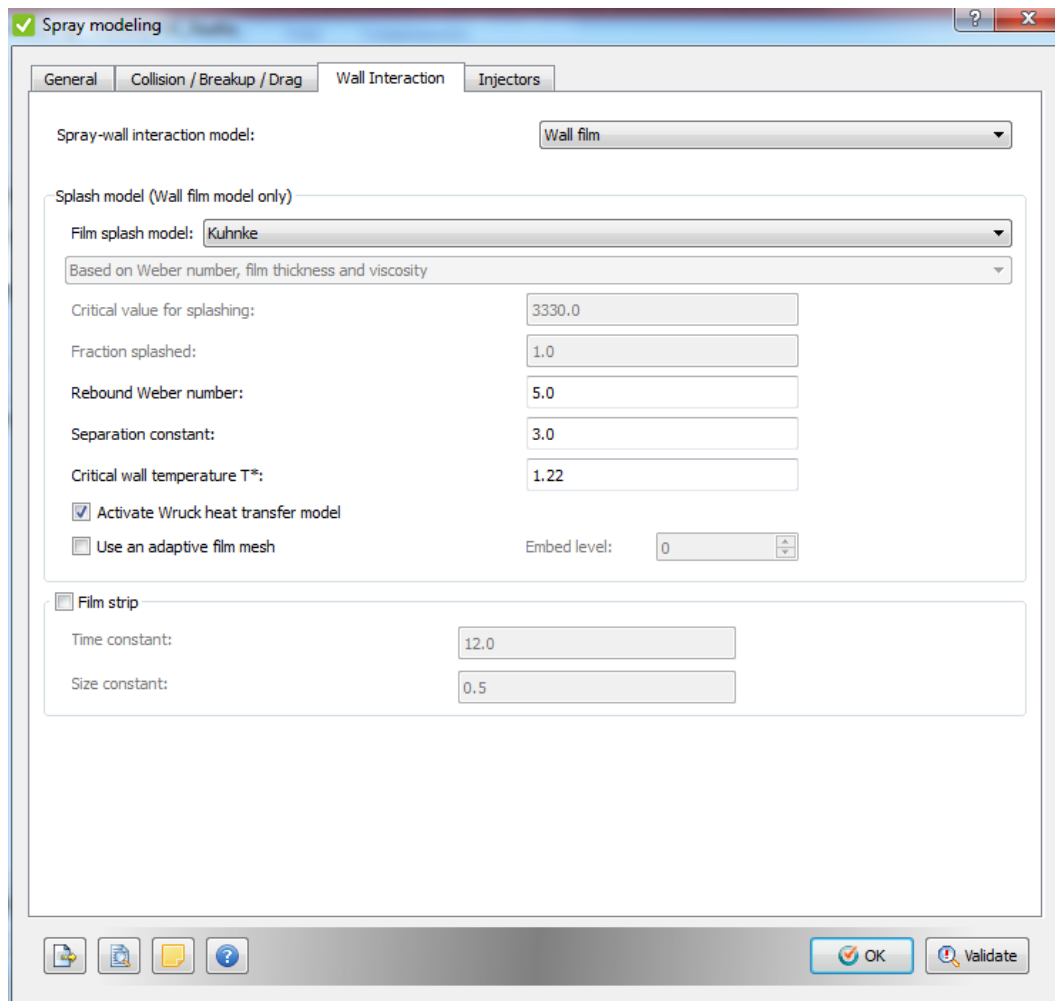 Spray modeling
General
Collision / Breakup / Drag
Wall Interaction
Injectors
Spray-wall interaction model:
Wall film
Splash model (Wall film model only)
Film splash model:
Kuhnke
Based on Weber number, film thickness and viscosity
Critical value for splashing:
3330.0
Fraction splashed:
1.0
Rebound Weber number:
5.0
Separation constant:
3.0
Critical wall temperature T*:
1.22
Activate Wruck heat transfer model
Use an adaptive film mesh
Embed level:
0
Film strip
Time constant:
12.0
Size constant:
0.5
OK
Validate